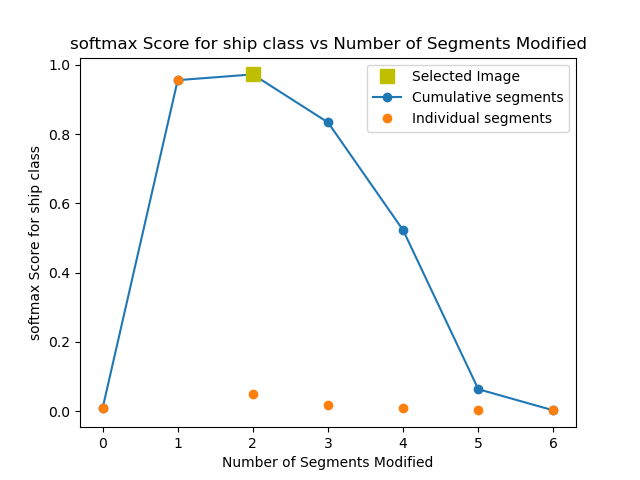 softmax Score for ship class vs Number of Segments Modified
Selected Image
Cumulative segments
Individual segments
softmax Score for ship class
1.0
0.8
0.6
0.4
0.2
0.0
0 1 2 3 4 5 6
Number of Segments Modified